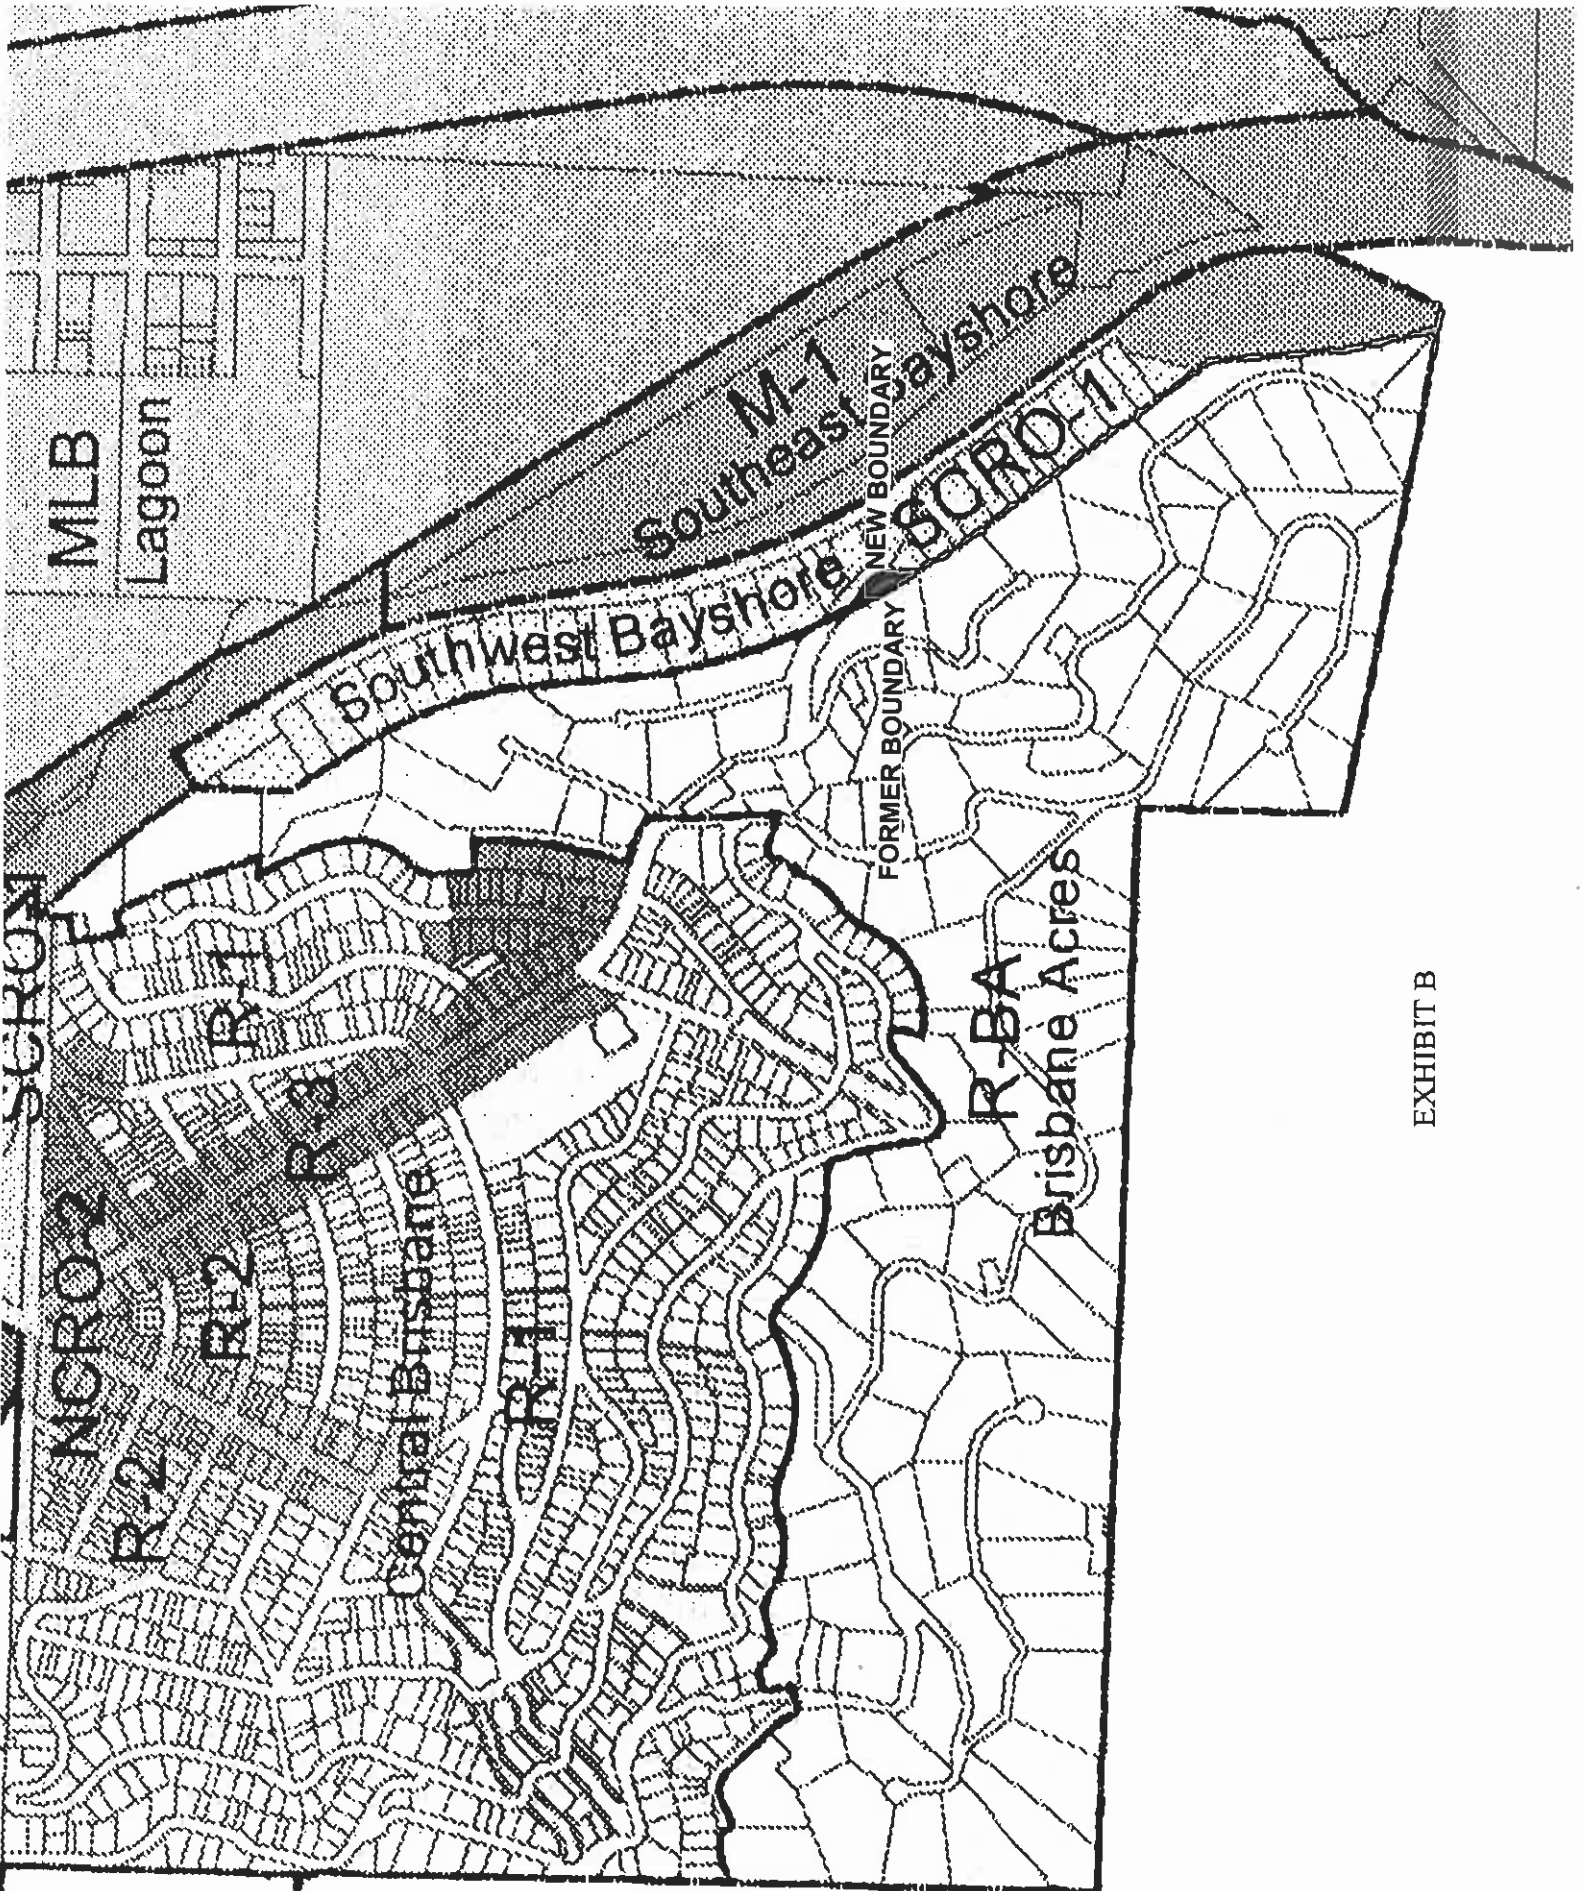 MLB
Lagoon
M-1
Southeast Bayshore
NEW BOUNDARY
SCRO-1
Southwest Bayshore
FORMER BOUNDARY
SCRO-1
R-1
R-3
NCRO-2
R-2
R-2
Central Brisbane
R-1
R-BA
Brisbane Acres
EXHIBIT B